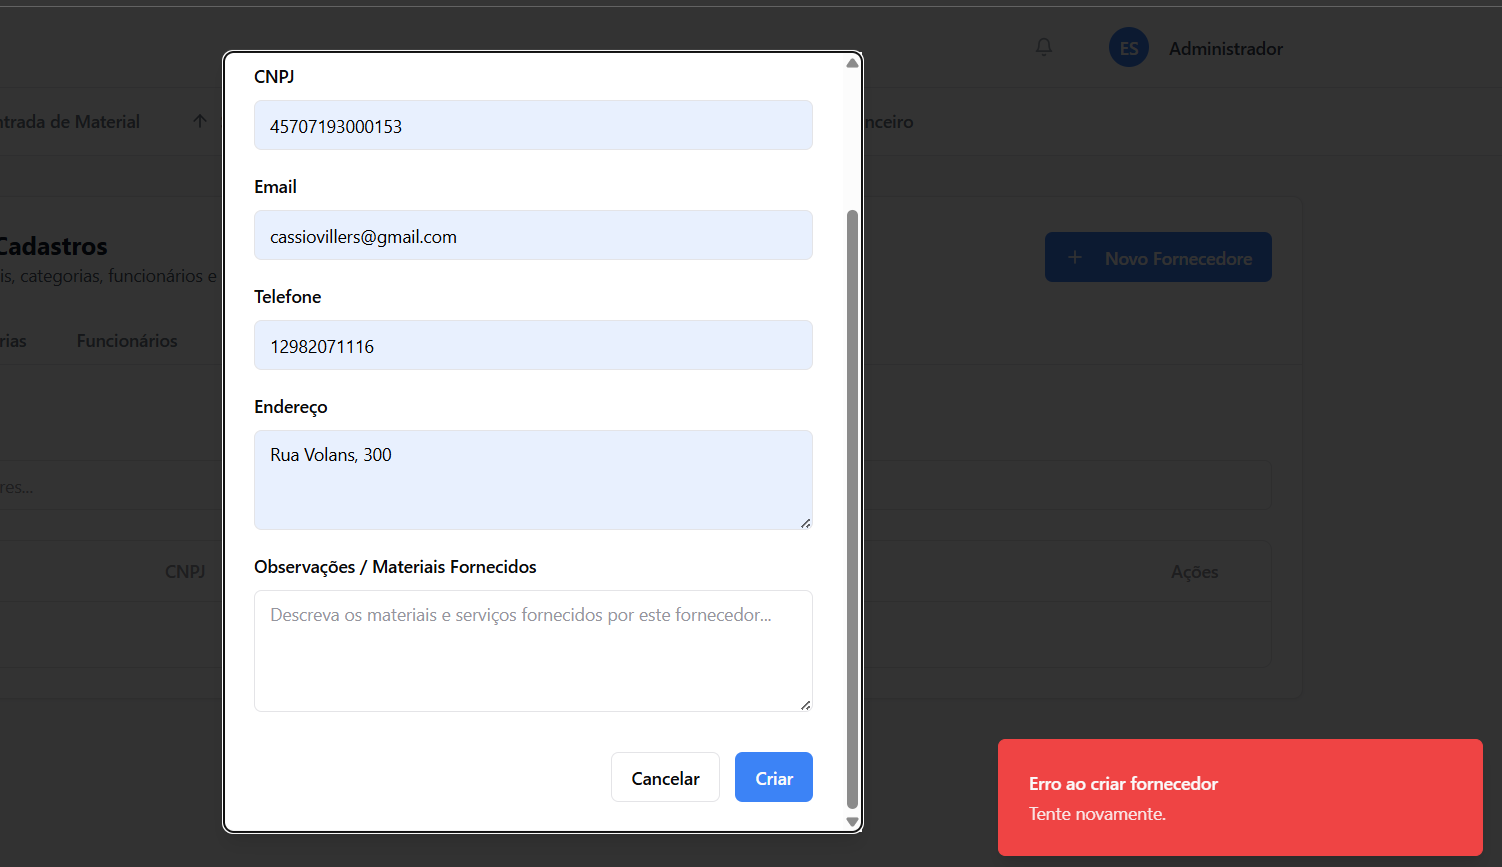 ES Administrador
ntrada de Material
nceiro
CNPJ
45707193000153
Email
cassiovillers@gmail.com
Telefone
12982071116
Endereço
Rua Volans, 300
Observações / Materiais Fornecidos
Descreva os materiais e serviços fornecidos por este fornecedor...
Cancelar
Criar
Cadastros
is, categorias, funcionários e
+ Novo Fornecedore
rias
Funcionários
res...
CNPJ
Ações
Erro ao criar fornecedor
Tente novamente.